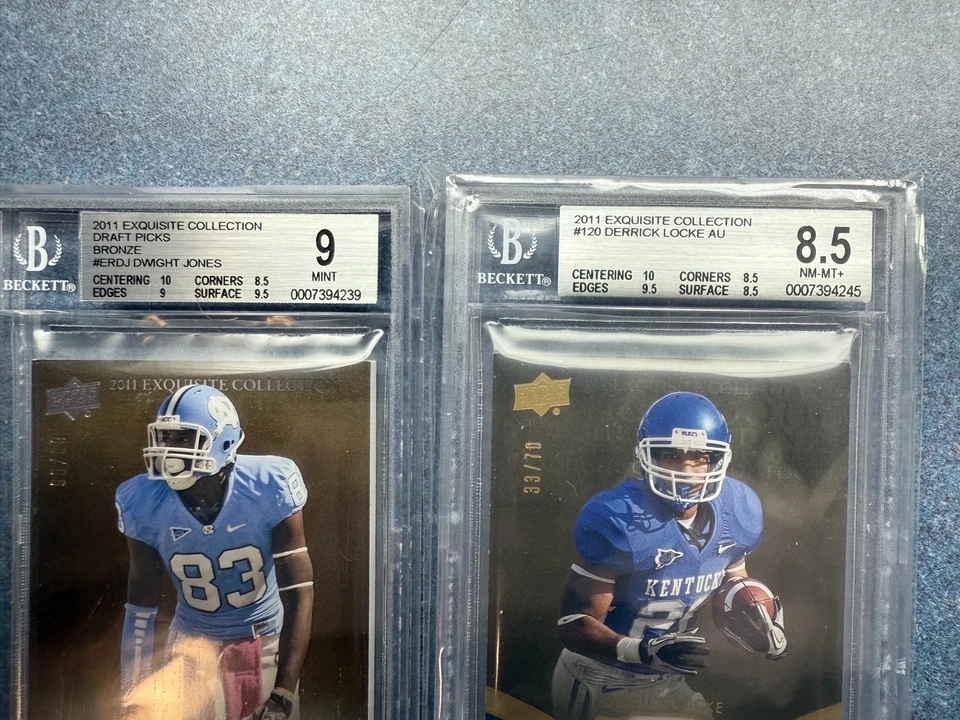 B
BECKETT®
2011 EXQUISITE COLLECTION
DRAFT PICKS
BRONZE
#ERDJ DWIGHT JONES
CENTERING 10 CORNERS 8.5
EDGES 9 SURFACE 9.5
9
MINT
0007394239
2011 EXQUISITE COLLECTION
83
83
B
BECKETT®
2011 EXQUISITE COLLECTION
#120 DERRICK LOCKE AU
CENTERING 10 CORNERS 8.5
EDGES 9.5 SURFACE 8.5
8.5
NM-MT+
0007394245
33/70
KENTUCKY